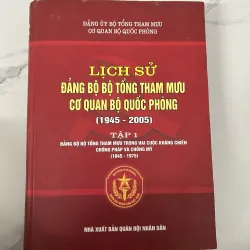 ĐẢNG ỦY BỘ TỔNG THAM MƯU
CƠ QUAN BỘ QUỐC PHÒNG
LỊCH SỬ
ĐẢNG BỘ BỘ TỔNG THAM MƯU
CƠ QUAN BỘ QUỐC PHÒNG
(1945 - 2005)
TẬP 1
ĐẢNG BỘ BỘ TỔNG THAM MƯU TRONG HAI CUỘC KHÁNG CHIẾN
CHỐNG PHÁP VÀ CHỐNG MỸ
(1945 - 1975)
NHÀ XUẤT BẢN QUÂN ĐỘI NHÂN DÂN